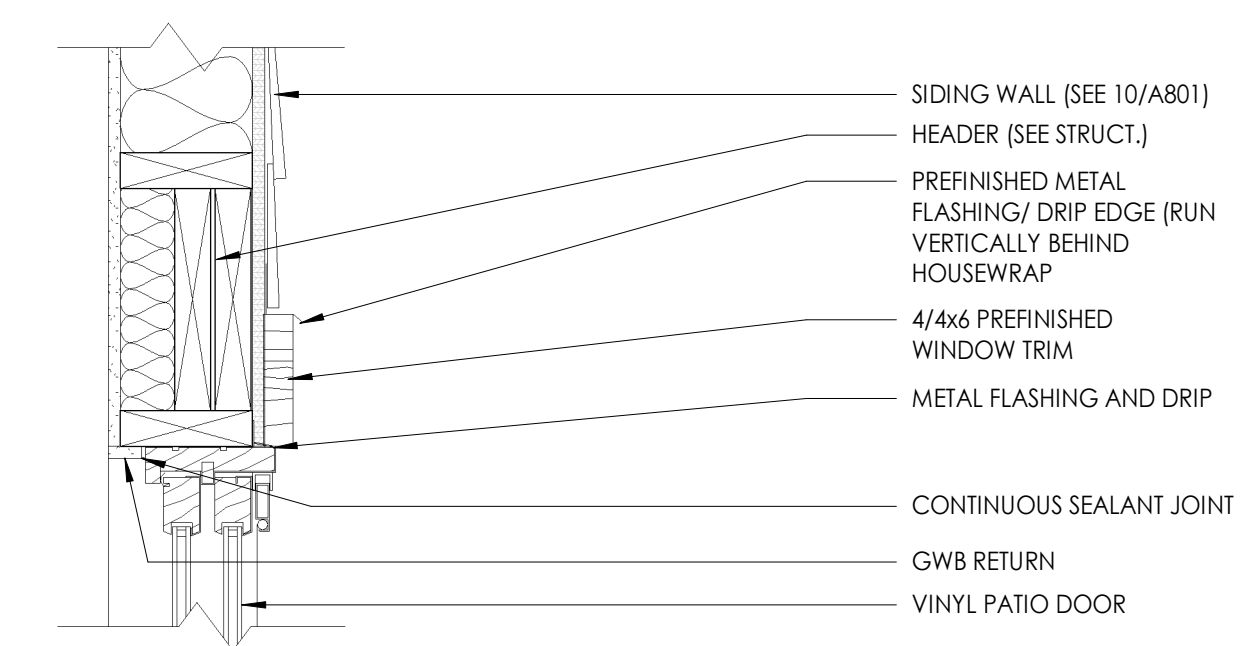 SIDING WALL (SEE 10/A801)
HEADER (SEE STRUCT.)
PREFINISHED METAL
FLASHING/ DRIP EDGE (RUN
VERTICALLY BEHIND
HOUSEWRAP
4/4x6 PREFINISHED
WINDOW TRIM
METAL FLASHING AND DRIP
CONTINUOUS SEALANT JOINT
GWB RETURN
VINYL PATIO DOOR